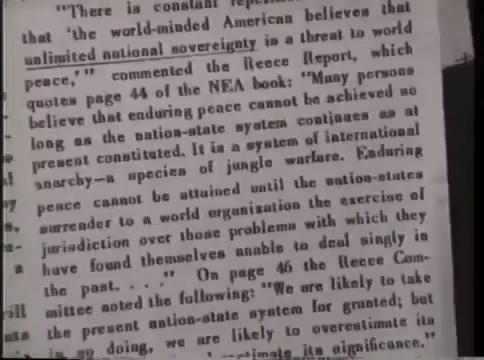 "There is constant
that 'the world-minded American believes that
unlimited national sovereignty is a threat to world
peace,'" commented the Reece Report, which
quotes page 44 of the NEA book: "Many persons
believe that enduring peace cannot be achieved so
long as the nation-state system continues as at
present constituted. It is a system of international
anarchy—a species of jungle warfare. Enduring
peace cannot be attained until the nation-states
surrender to a world organization the exercise of
jurisdiction over those problems with which they
have found themselves unable to deal singly in
the past. . . ." On page 46 the Reece Com-
mittee noted the following: "We are likely to take
the present nation-state system for granted; but
in so doing, we are likely to overestimate its
its significance."